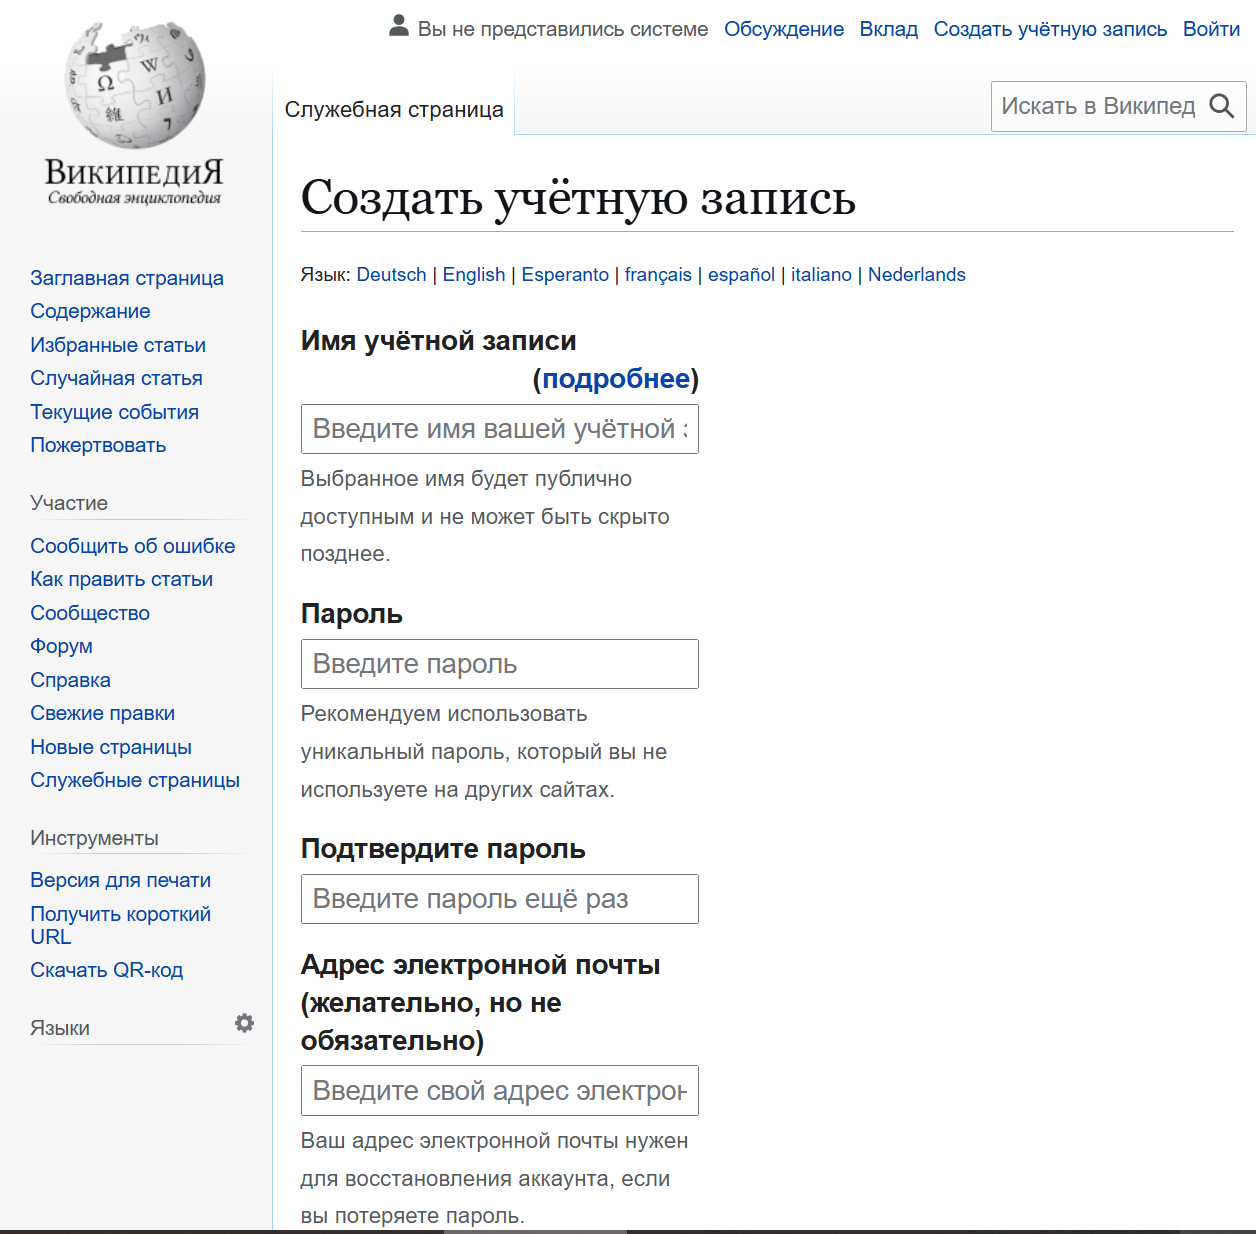 Вы не представились системе Обсуждение Вклад Создать учётную запись Войти
Служебная страница
Искать в Википед
ВикипедиЯ
Свободная энциклопедия
Заглавная страница
Содержание
Избранные статьи
Случайная статья
Текущие события
Пожертвовать
Участие
Сообщить об ошибке
Как править статьи
Сообщество
Форум
Справка
Свежие правки
Новые страницы
Служебные страницы
Инструменты
Версия для печати
Получить короткий
URL
Скачать QR-код
Языки
Создать учётную запись
Язык: Deutsch | English | Esperanto | français | español | italiano | Nederlands
Имя учётной записи
(подробнее)
Введите имя вашей учётной
Выбранное имя будет публично
доступным и не может быть скрыто
позднее.
Пароль
Введите пароль
Рекомендуем использовать
уникальный пароль, который вы не
используете на других сайтах.
Подтвердите пароль
Введите пароль ещё раз
Адрес электронной почты
(желательно, но не
обязательно)
Введите свой адрес электрон
Ваш адрес электронной почты нужен
для восстановления аккаунта, если
вы потеряете пароль.